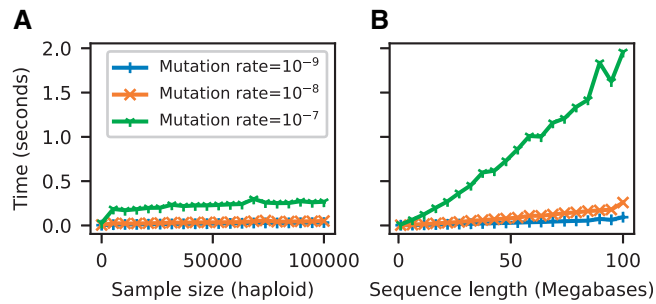 A
B
2.0
1.5
1.0
0.5
0.0
Time (seconds)
Mutation rate=10⁻⁹
Mutation rate=10⁻⁸
Mutation rate=10⁻⁷
0 50000 100000
Sample size (haploid)
0 50 100
Sequence length (Megabases)